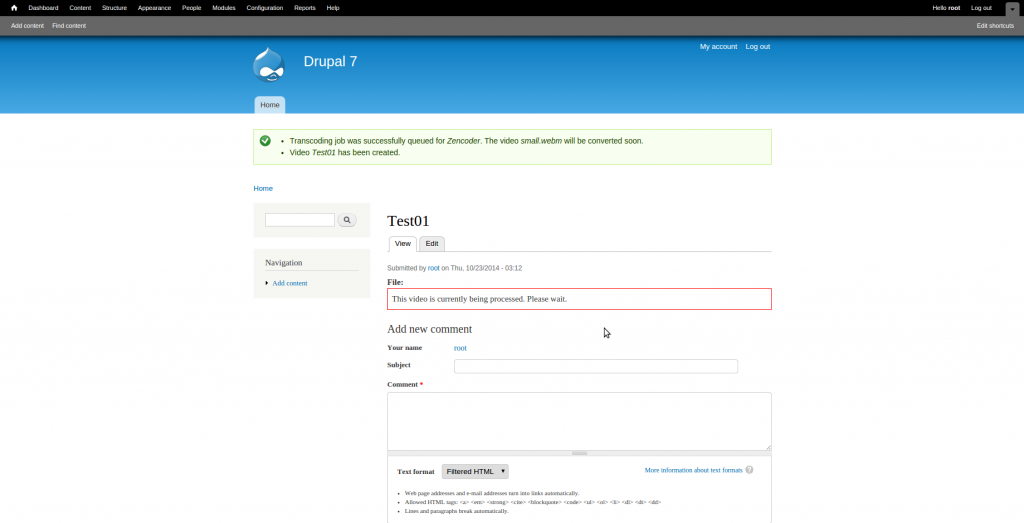 Dashboard Content Structure Appearance People Modules Configuration Reports Help Hello root Log out
Add content Find content Edit shortcuts
My account Log out
Drupal 7
Home
Transcoding job was successfully queued for Zencoder. The video small.webm will be converted soon.
Video Test01 has been created.
Home
Test01
View Edit
Navigation
Add content
Submitted by root on Thu, 10/23/2014 - 03:12
File:
This video is currently being processed. Please wait.
Add new comment
Your name root
Subject
Comment *
Text format Filtered HTML More information about text formats ?
Web page addresses and e-mail addresses turn into links automatically.
Allowed HTML tags: <a> <em> <strong> <cite> <blockquote> <code> <ul> <ol> <li> <dl> <dt> <dd>
Lines and paragraphs break automatically.